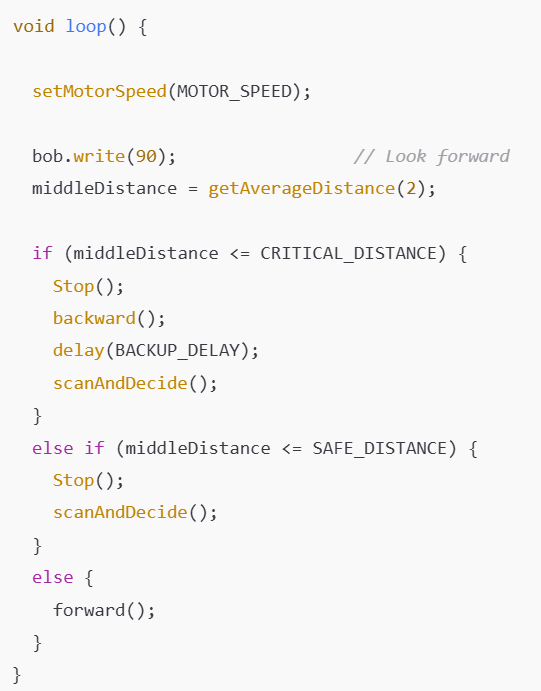 void loop() {
setMotorSpeed(MOTOR_SPEED);
bob.write(90);                 // Look forward
middleDistance = getAverageDistance(2);
if (middleDistance <= CRITICAL_DISTANCE) {
Stop();
backward();
delay(BACKUP_DELAY);
scanAndDecide();
}
else if (middleDistance <= SAFE_DISTANCE) {
Stop();
scanAndDecide();
}
else {
forward();
}
}